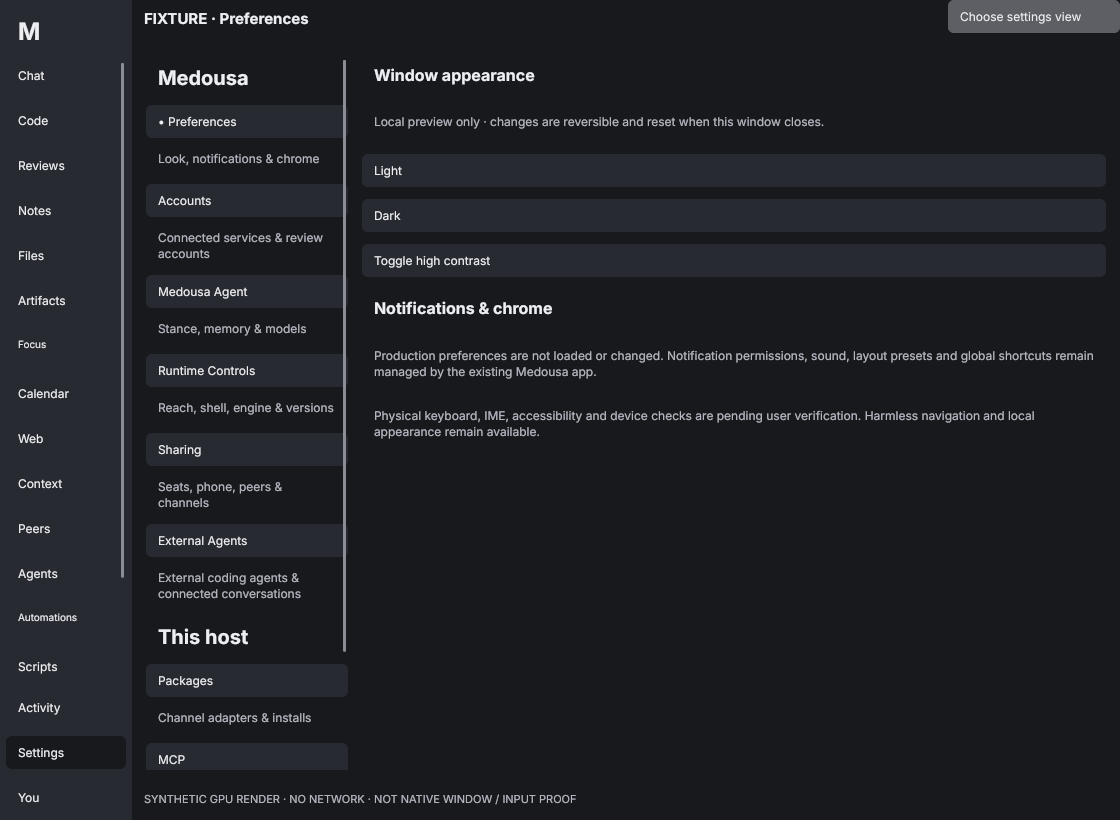 M
Chat
Code
Reviews
Notes
Files
Artifacts
Focus
Calendar
Web
Context
Peers
Agents
Automations
Scripts
Activity
Settings
You
FIXTURE · Preferences
Choose settings view
Medousa
• Preferences
Look, notifications & chrome
Accounts
Connected services & review
accounts
Medousa Agent
Stance, memory & models
Runtime Controls
Reach, shell, engine & versions
Sharing
Seats, phone, peers &
channels
External Agents
External coding agents &
connected conversations
This host
Packages
Channel adapters & installs
MCP
Window appearance
Local preview only · changes are reversible and reset when this window closes.
Light
Dark
Toggle high contrast
Notifications & chrome
Production preferences are not loaded or changed. Notification permissions, sound, layout presets and global shortcuts remain
managed by the existing Medousa app.
Physical keyboard, IME, accessibility and device checks are pending user verification. Harmless navigation and local
appearance remain available.
SYNTHETIC GPU RENDER · NO NETWORK · NOT NATIVE WINDOW / INPUT PROOF